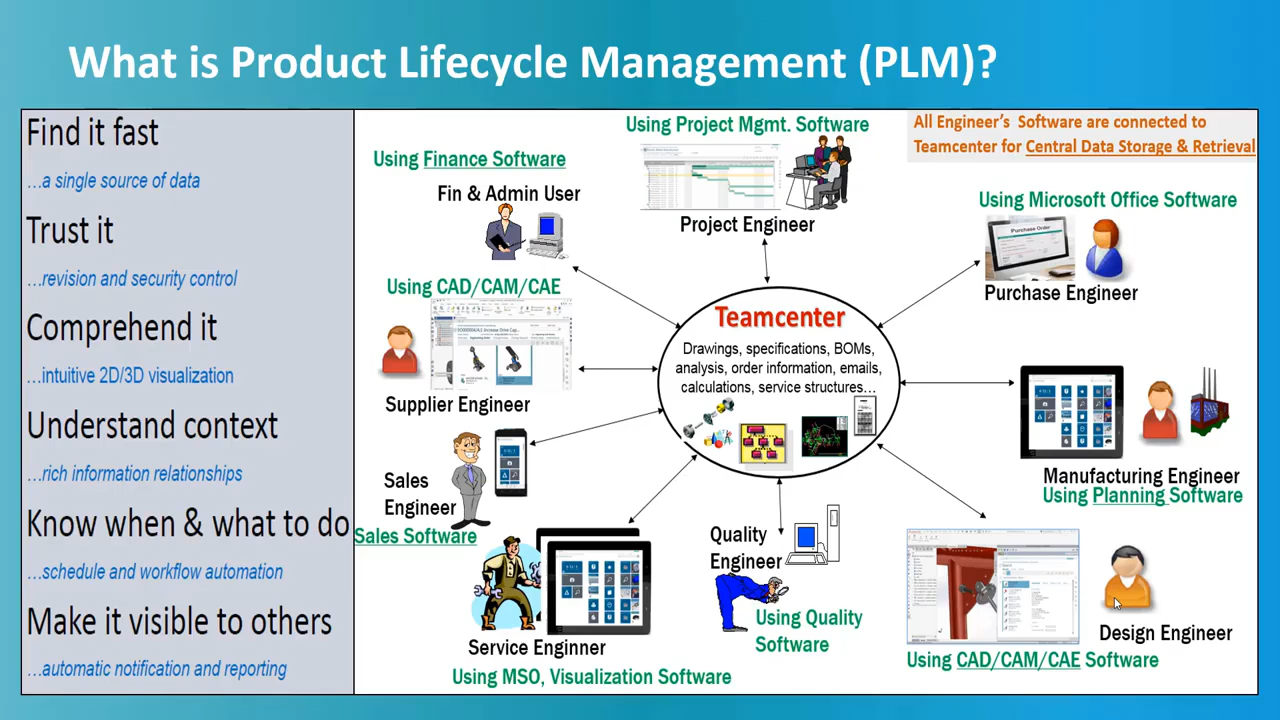 What is Product Lifecycle Management (PLM)?
Find it fast
...a single source of data
Trust it
...revision and security control
Comprehend it
...intuitive 2D/3D visualization
Understand context
...rich information relationships
Know when & what to do
...schedule and workflow automation
Make it visible to others
...automatic notification and reporting
Using Project Mgmt. Software
Project Engineer
All Engineer's Software are connected to
Teamcenter for Central Data Storage & Retrieval
Using Finance Software
Fin & Admin User
Using Microsoft Office Software
Purchase Order
Purchase Engineer
Using CAD/CAM/CAE
Supplier Engineer
Teamcenter
Drawings, specifications, BOMs,
analysis, order information, emails,
calculations, service structures...
Manufacturing Engineer
Using Planning Software
Sales
Engineer
Sales Software
Service Enginner
Using MSO, Visualization Software
Quality
Engineer
Using Quality
Software
Design Engineer
Using CAD/CAM/CAE Software